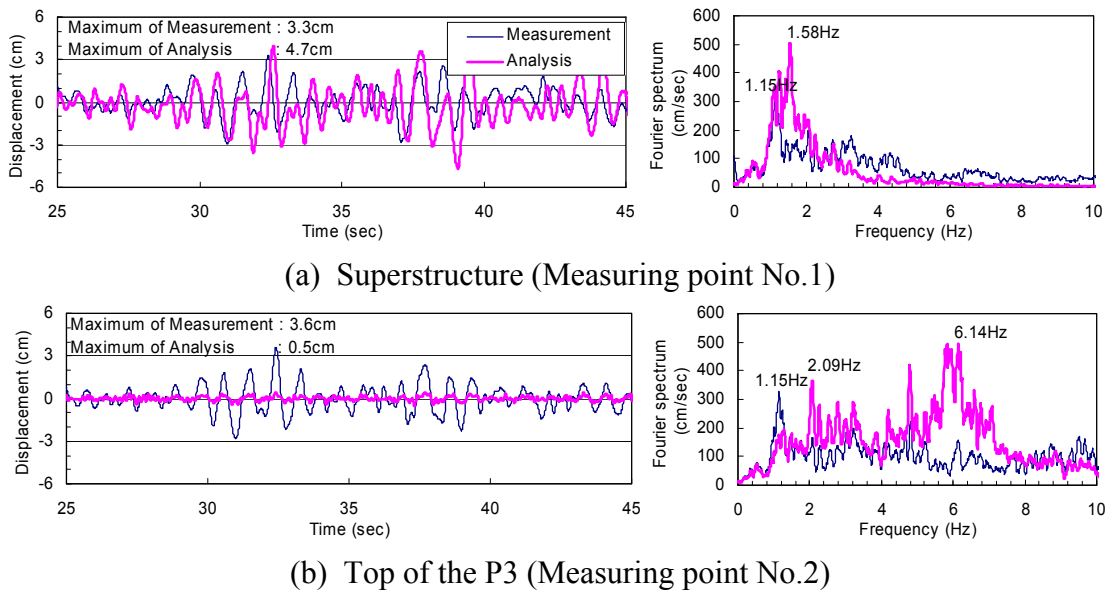 Maximum of Measurement : 3.3cm
Maximum of Analysis : 4.7cm
Measurement
Analysis
6
3
0
-3
-6
Displacement (cm)
25 30 35 40 45
Time (sec)
600
500
400
300
200
100
0
Fourier spectrum
(cm/sec)
1.58Hz
1.15Hz
0 2 4 6 8 10
Frequency (Hz)
(a) Superstructure (Measuring point No.1)
Maximum of Measurement : 3.6cm
Maximum of Analysis : 0.5cm
6
3
0
-3
-6
Displacement (cm)
25 30 35 40 45
Time (sec)
600
500
400
300
200
100
0
Fourier spectrum
(cm/sec)
6.14Hz
2.09Hz
1.15Hz
0 2 4 6 8 10
Frequency (Hz)
(b) Top of the P3 (Measuring point No.2)